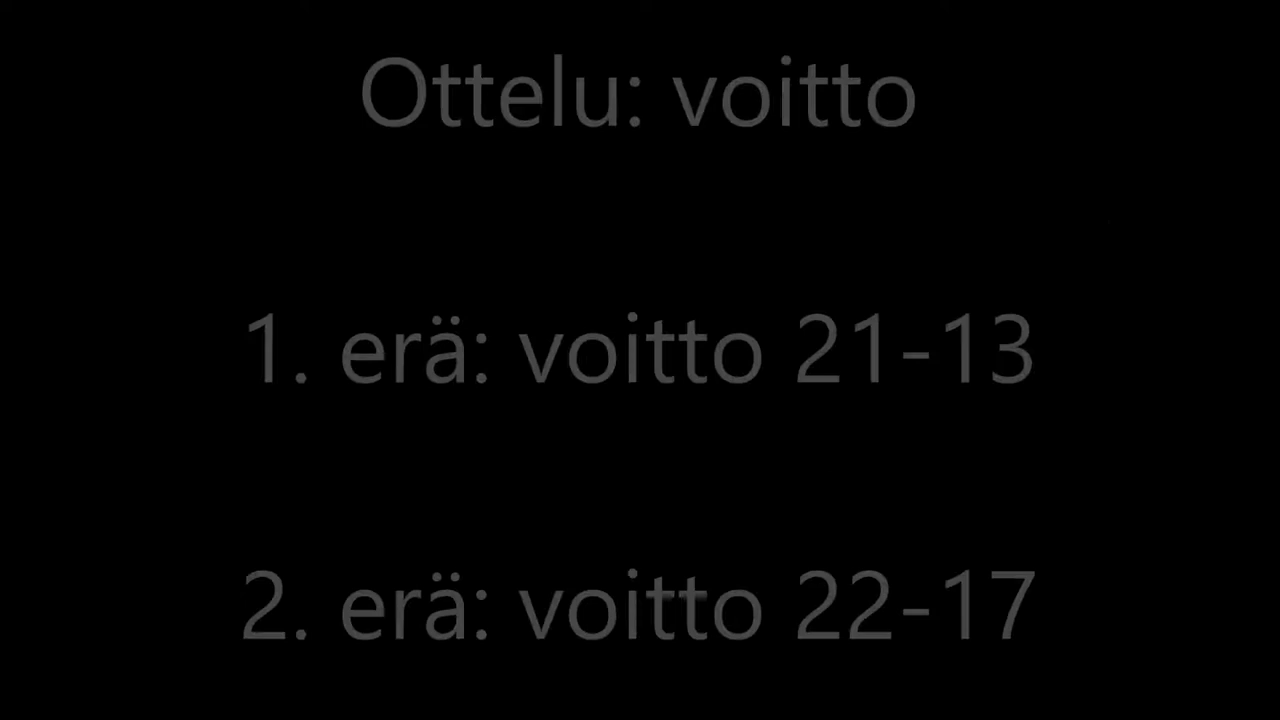 Ottelu: voitto
1. erä: voitto 21-13
2. erä: voitto 22-17